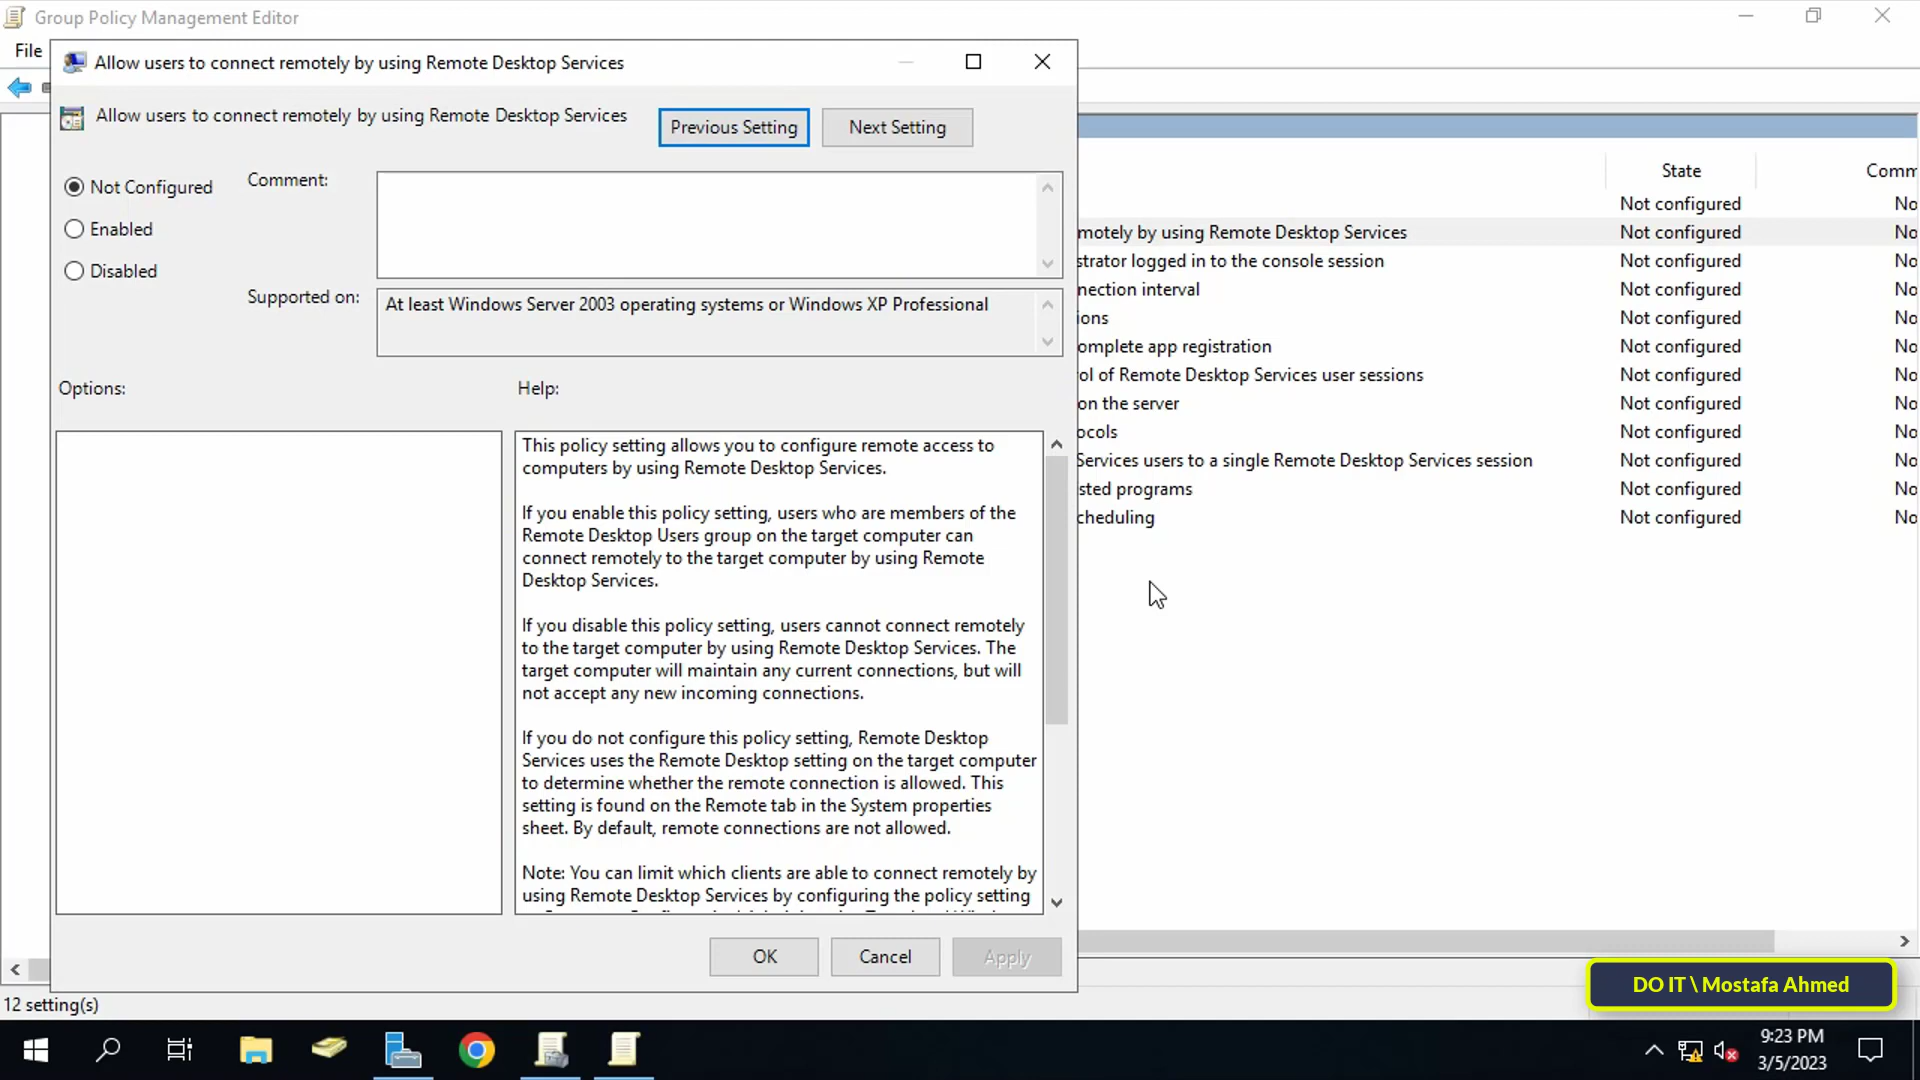 Group Policy Management Editor
File
Allow users to connect remotely by using Remote Desktop Services
Allow users to connect remotely by using Remote Desktop Services
Previous Setting
Next Setting
Not Configured
Enabled
Disabled
Comment:
Supported on:
At least Windows Server 2003 operating systems or Windows XP Professional
Options:
Help:
This policy setting allows you to configure remote access to
computers by using Remote Desktop Services.
If you enable this policy setting, users who are members of the
Remote Desktop Users group on the target computer can
connect remotely to the target computer by using Remote
Desktop Services.
If you disable this policy setting, users cannot connect remotely
to the target computer by using Remote Desktop Services. The
target computer will maintain any current connections, but will
not accept any new incoming connections.
If you do not configure this policy setting, Remote Desktop
Services uses the Remote Desktop setting on the target computer
to determine whether the remote connection is allowed. This
setting is found on the Remote tab in the System properties
sheet. By default, remote connections are not allowed.
Note: You can limit which clients are able to connect remotely by
using Remote Desktop Services by configuring the policy setting
OK
Cancel
Apply
State
Comm
Not configured No
motely by using Remote Desktop Services Not configured No
strator logged in to the console session Not configured No
nection interval Not configured No
ions Not configured No
omplete app registration Not configured No
ol of Remote Desktop Services user sessions Not configured No
on the server Not configured No
ocols Not configured No
Services users to a single Remote Desktop Services session Not configured No
sted programs Not configured No
cheduling Not configured No
12 setting(s)
DO IT \ Mostafa Ahmed
9:23 PM
3/5/2023